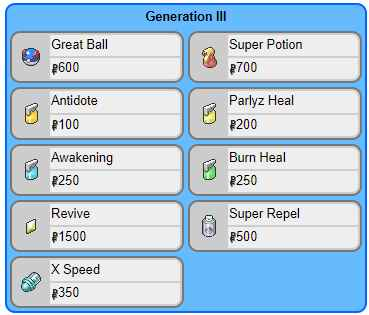 Generation III
Great Ball
₽600
Super Potion
₽700
Antidote
₽100
Parlyz Heal
₽200
Awakening
₽250
Burn Heal
₽250
Revive
₽1500
Super Repel
₽500
X Speed
₽350